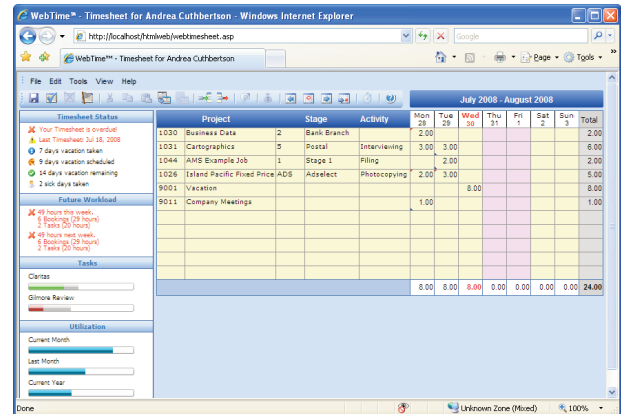 WebTime™ - Timesheet for Andrea Cuthbertson - Windows Internet Explorer
http://localhost/htmlweb/webtimesheet.asp
Google
WebTime™ - Timesheet for Andrea Cuthbertson
Page Tools
File Edit Tools View Help
July 2008 - August 2008
Timesheet Status
Your Timesheet is overdue!
Last Timesheet: Jul 18, 2008
7 days vacation taken
9 days vacation scheduled
14 days vacation remaining
2 sick days taken
Future Workload
49 hours this week.
6 Bookings (29 hours)
2 Tasks (20 hours)
49 hours next week.
6 Bookings (29 hours)
2 Tasks (20 hours)
Tasks
Claritas
Gilmore Review
Utilization
Current Month
Last Month
Current Year
Project Stage Activity Mon 28 Tue 29 Wed 30 Thu 31 Fri 1 Sat 2 Sun 3 Total
1030 Business Data 2 Bank Branch 2.00 2.00
1031 Cartographics 5 Postal Interviewing 3.00 3.00 6.00
1044 AMS Example Job 1 Stage 1 Filing 2.00 2.00
1026 Island Pacific Fixed Price ADS Adselect Photocopying 2.00 3.00 5.00
9001 Vacation 8.00 8.00
9011 Company Meetings 1.00 1.00
8.00 8.00 8.00 0.00 0.00 0.00 0.00 24.00
Done
Unknown Zone (Mixed)
100%